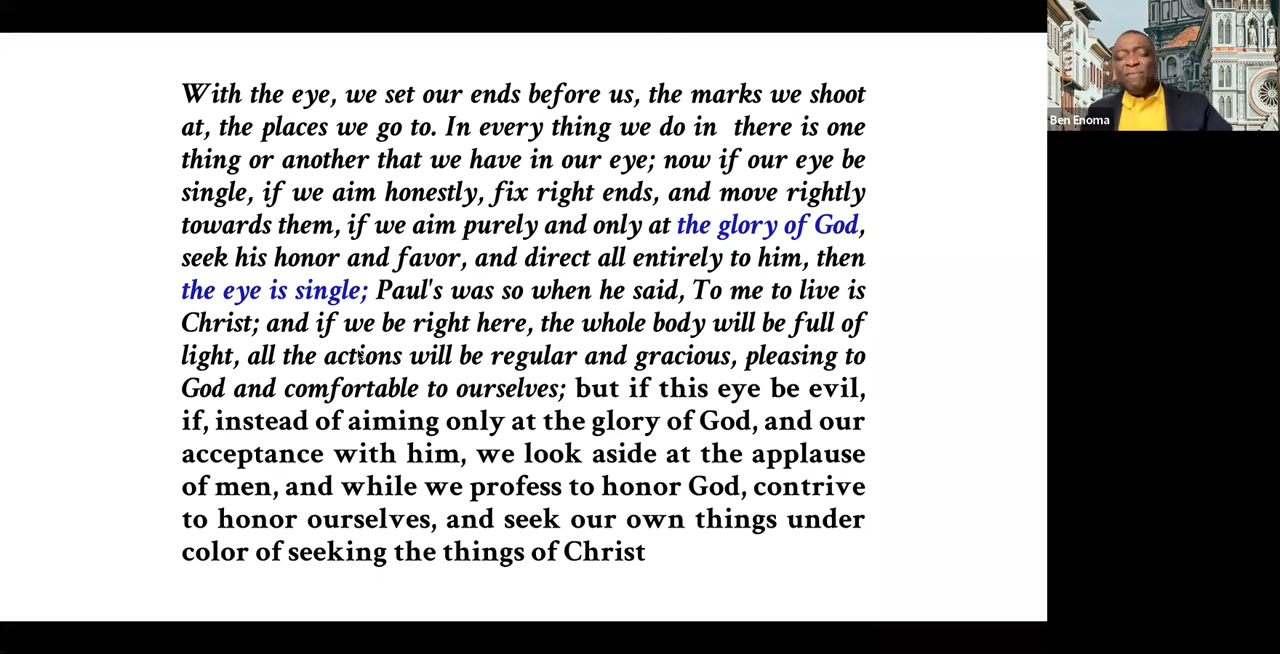 With the eye, we set our ends before us, the marks we shoot
at, the places we go to. In every thing we do in there is one
thing or another that we have in our eye; now if our eye be
single, if we aim honestly, fix right ends, and move rightly
towards them, if we aim purely and only at the glory of God,
seek his honor and favor, and direct all entirely to him, then
the eye is single; Paul's was so when he said, To me to live is
Christ; and if we be right here, the whole body will be full of
light, all the actions will be regular and gracious, pleasing to
God and comfortable to ourselves; but if this eye be evil,
if, instead of aiming only at the glory of God, and our
acceptance with him, we look aside at the applause
of men, and while we profess to honor God, contrive
to honor ourselves, and seek our own things under
color of seeking the things of Christ
Ben Enoma